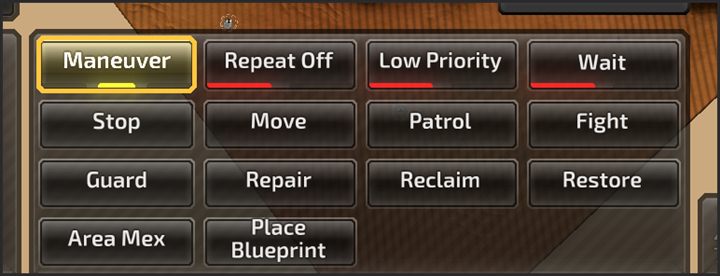 Maneuver
Repeat Off
Low Priority
Wait
Stop
Move
Patrol
Fight
Guard
Repair
Reclaim
Restore
Area Mex
Place
Blueprint